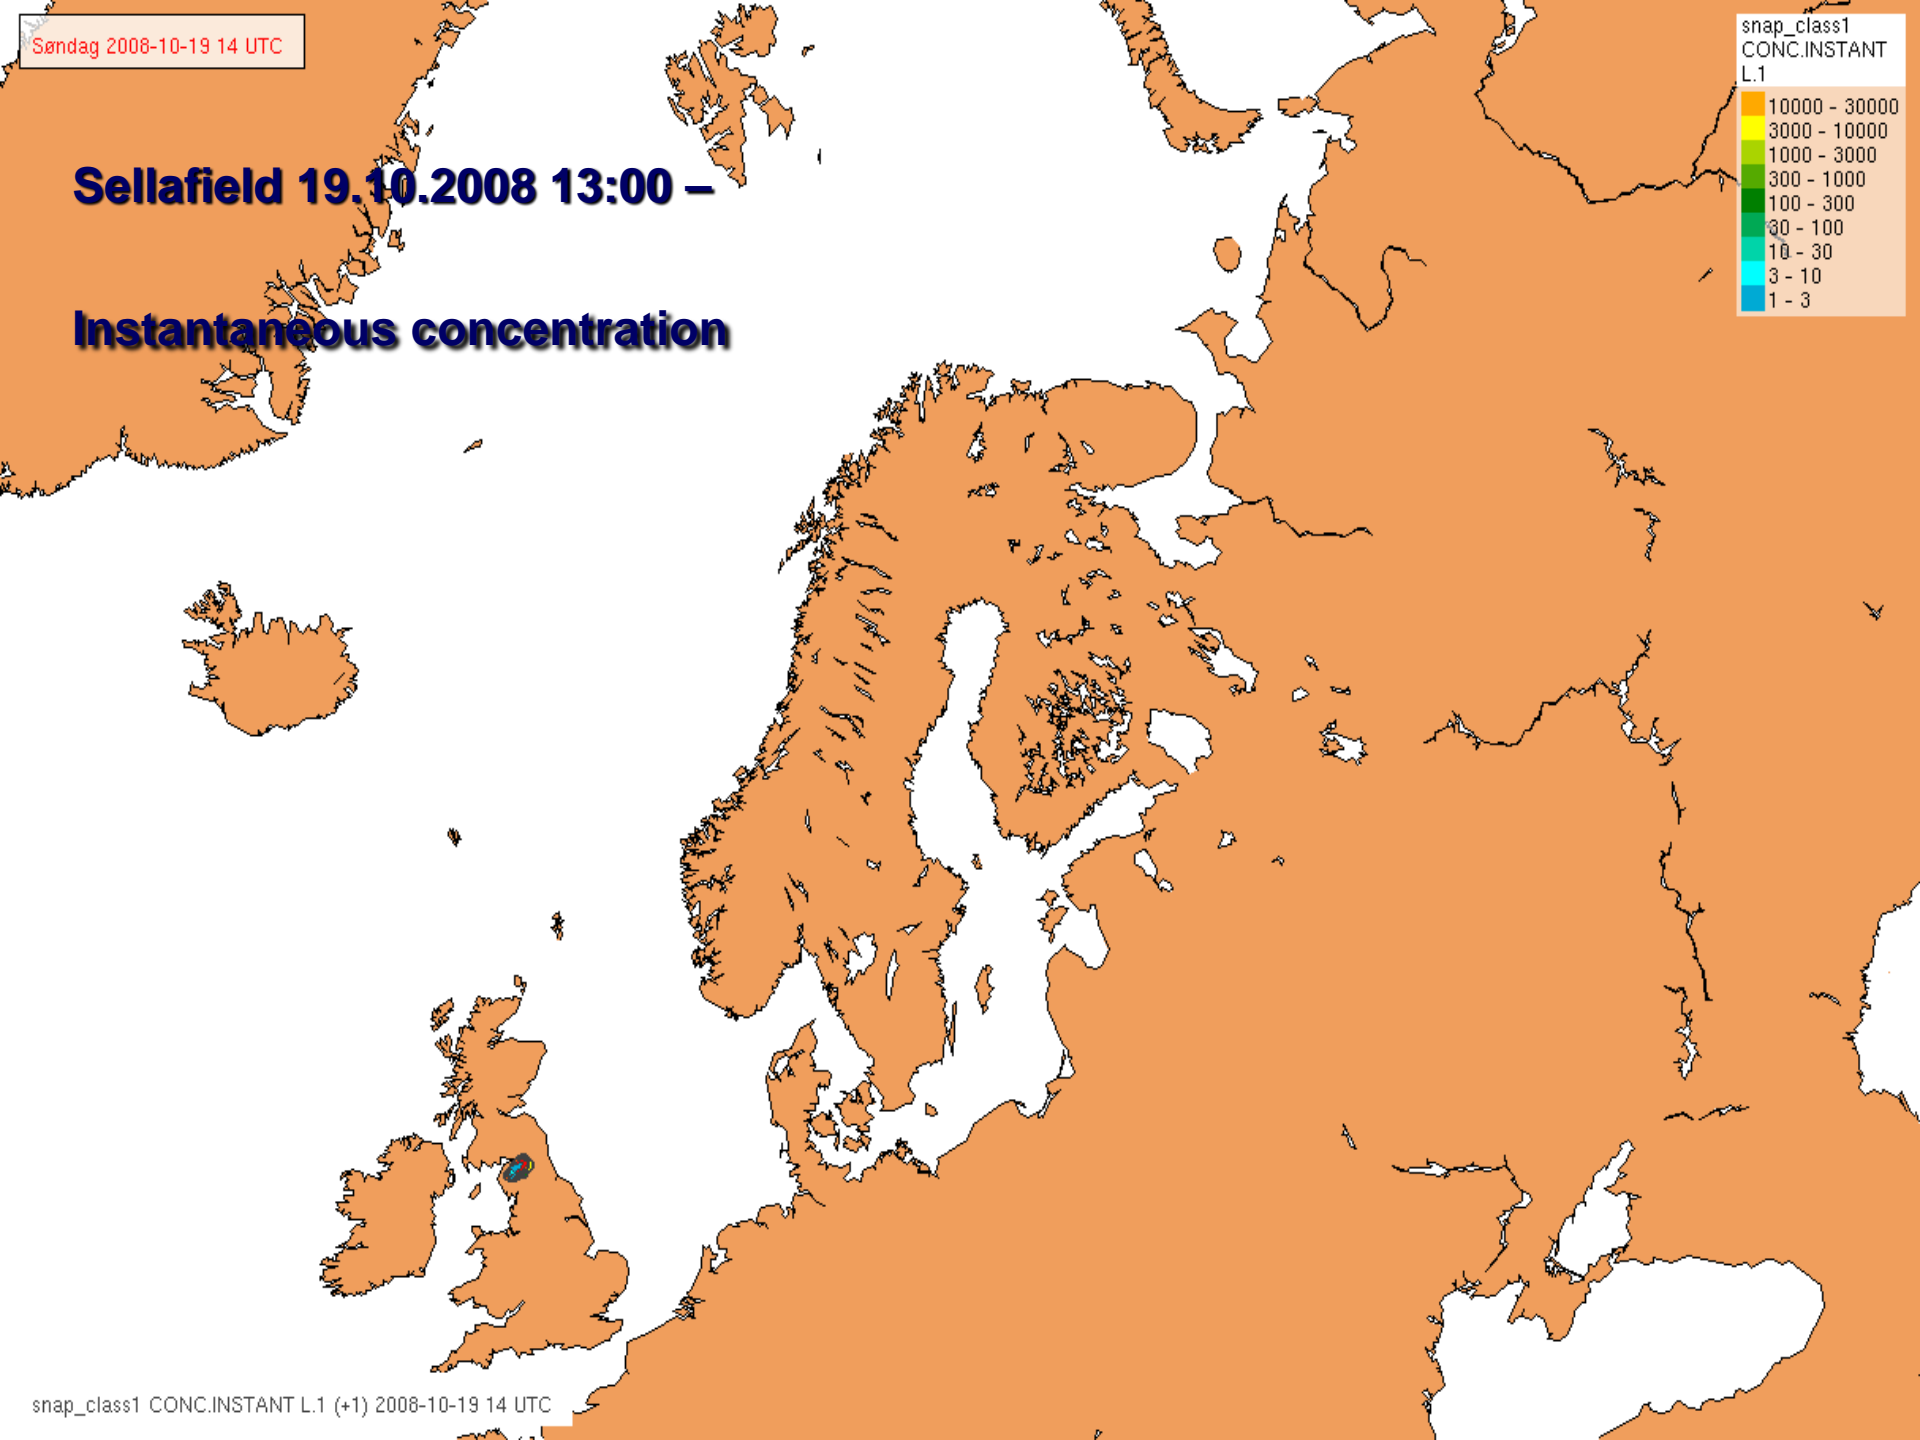 Søndag 2008-10-19 14 UTC
snap_class1
CONC.INSTANT
L.1
10000 - 30000
3000 - 10000
1000 - 3000
300 - 1000
100 - 300
30 - 100
10 - 30
3 - 10
1 - 3
Sellafield 19.10.2008 13:00 –
Instantaneous concentration
snap_class1 CONC.INSTANT L.1 (+1) 2008-10-19 14 UTC